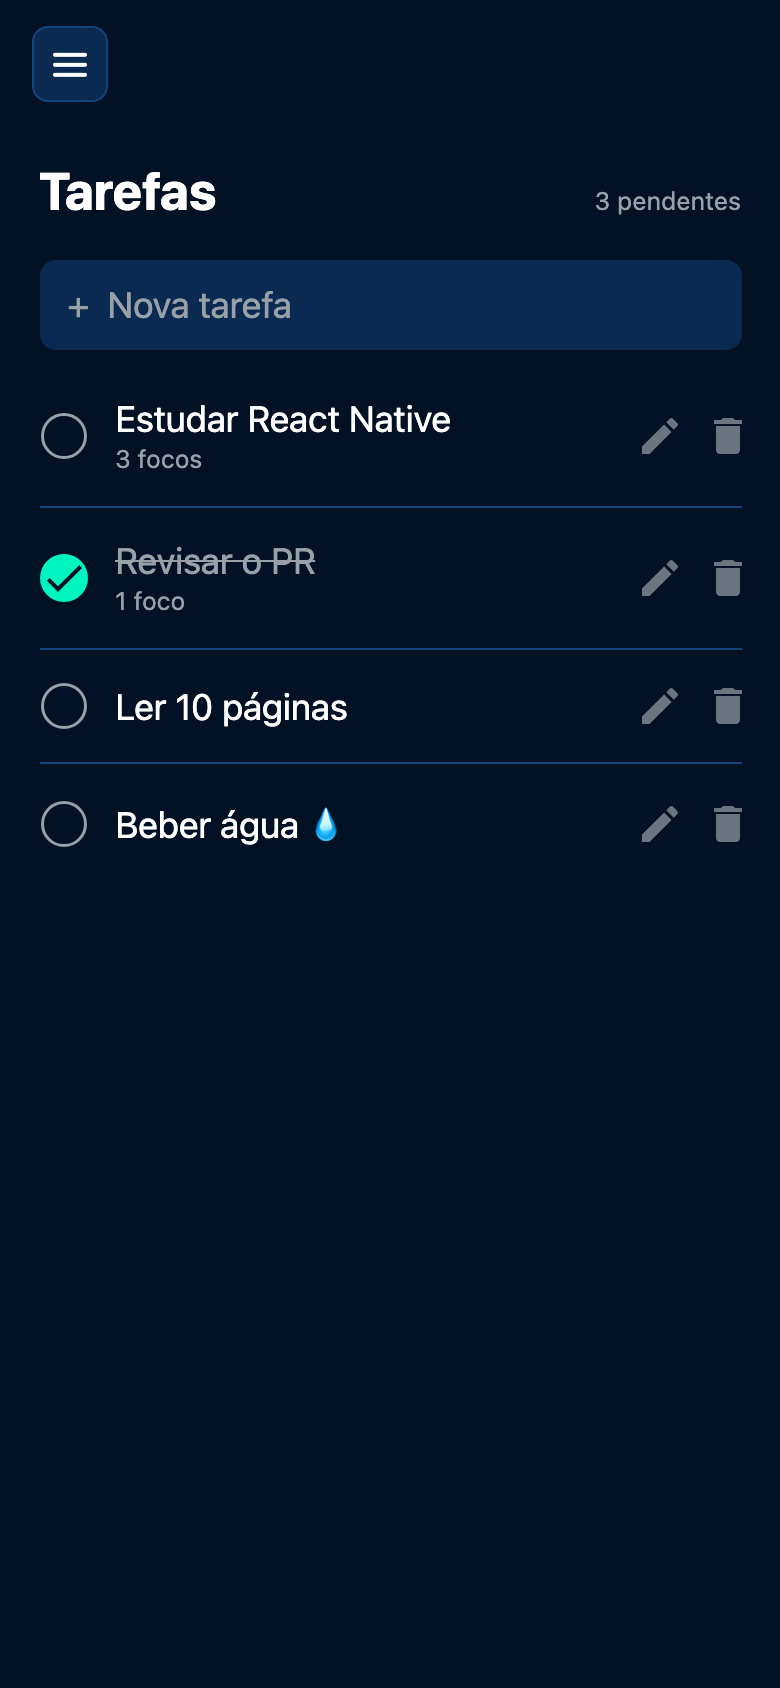 Tarefas
3 pendentes
+ Nova tarefa
Estudar React Native
3 focos
Revisar o PR
1 foco
Ler 10 páginas
Beber água 💧